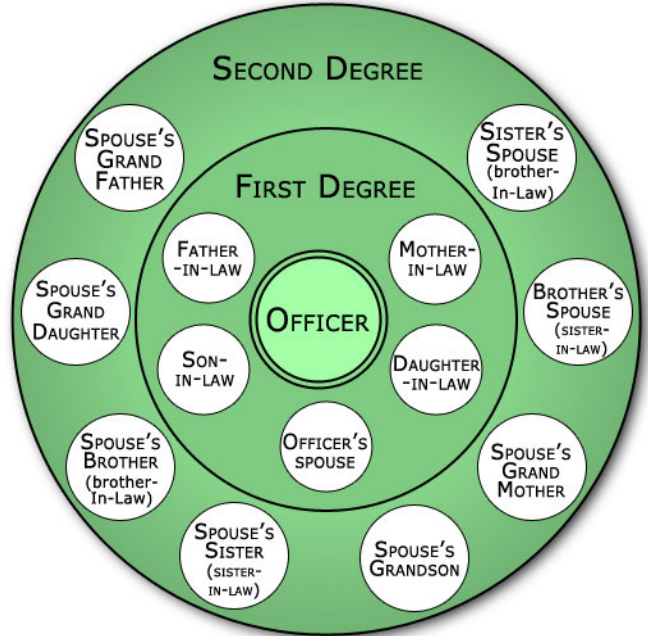 SECOND DEGREE
SPOUSE'S
GRAND
FATHER
SISTER'S
SPOUSE
(brother-
In-Law)
FIRST DEGREE
FATHER
-IN-LAW
MOTHER-
IN-LAW
OFFICER
SPOUSE'S
GRAND
DAUGHTER
BROTHER'S
SPOUSE
(SISTER-
IN-LAW)
SON-
IN-LAW
DAUGHTER
-IN-LAW
OFFICER'S
SPOUSE
SPOUSE'S
BROTHER
(brother-
In-Law)
SPOUSE'S
GRAND
MOTHER
SPOUSE'S
SISTER
(SISTER-
IN-LAW)
SPOUSE'S
GRANDSON